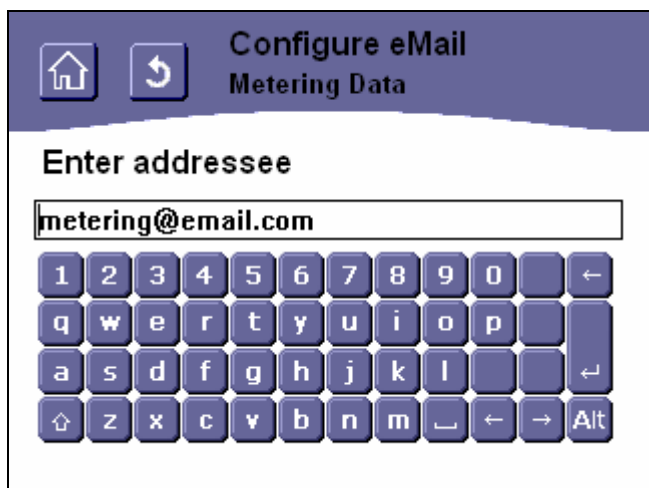 Configure eMail
Metering Data
Enter addressee
metering@email.com
1 2 3 4 5 6 7 8 9 0 ←
q w e r t y u i o p
a s d f g h j k l ↵
⇧ z x c v b n m ⎵ ← → Alt